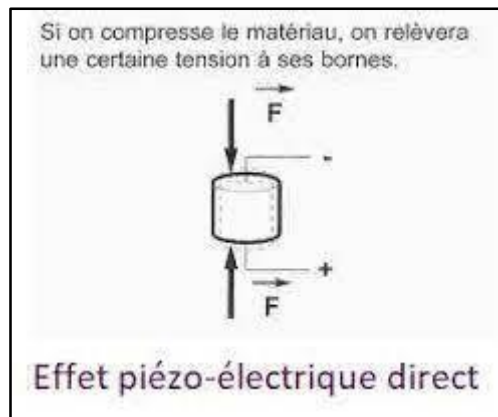 Si on compresse le matériau, on relèvera
une certaine tension à ses bornes.
F
-
+
F
Effet piézo-électrique direct